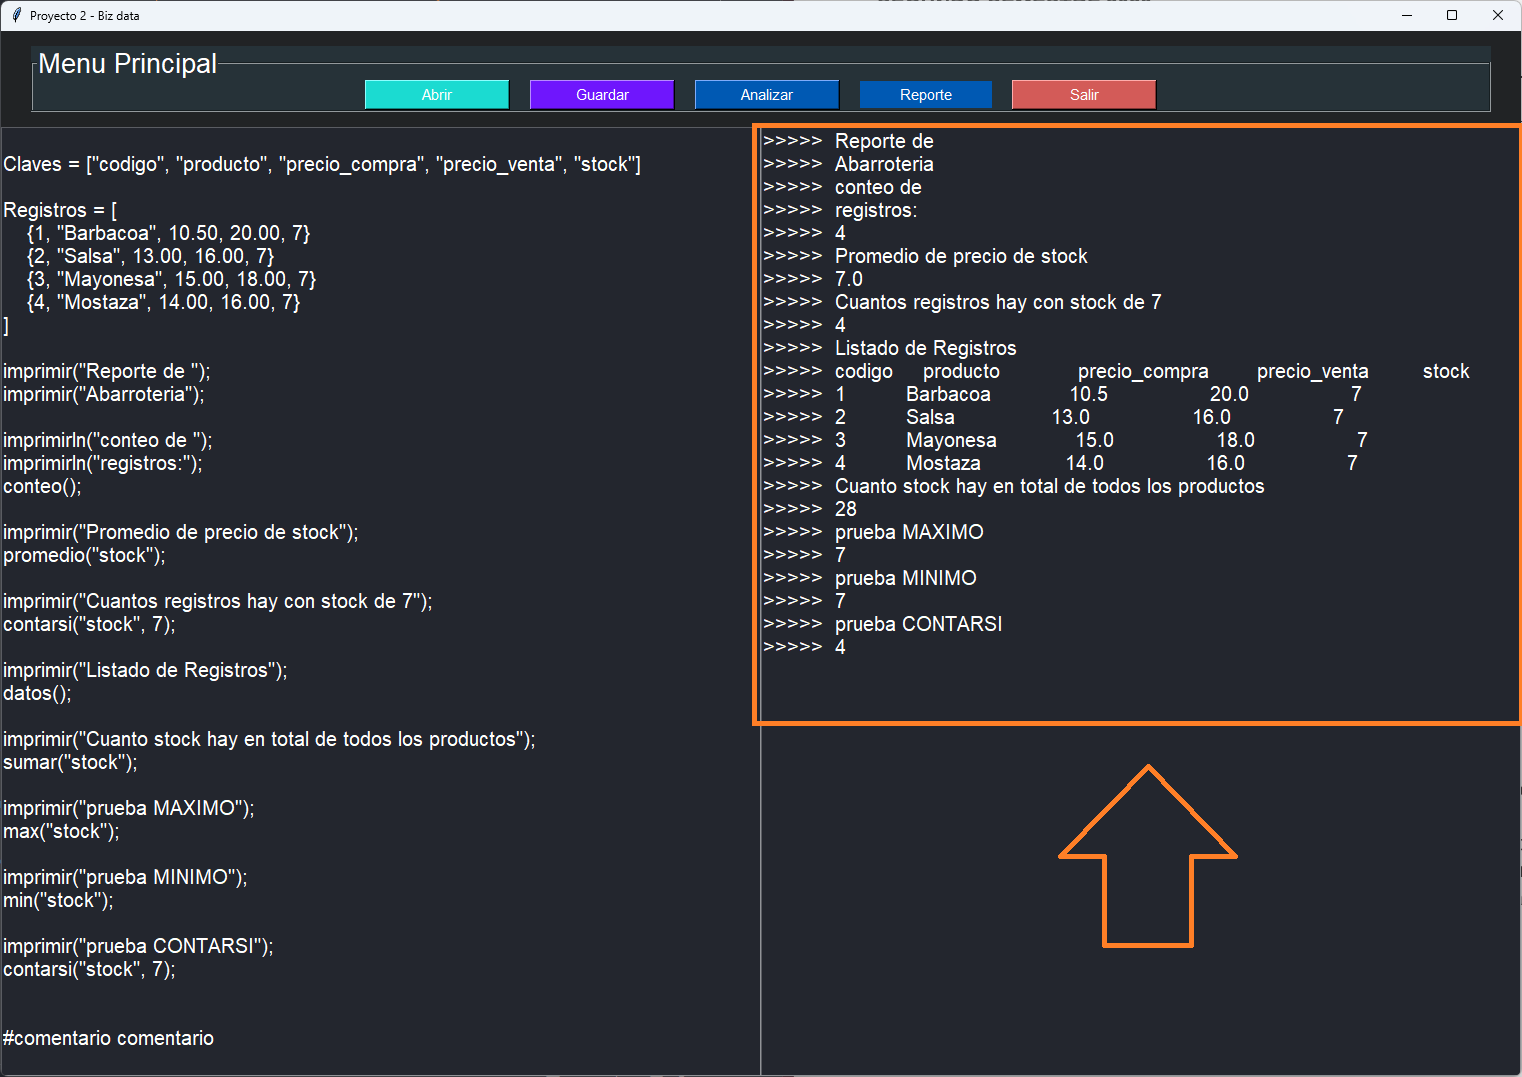 Proyecto 2 - Biz data
Menu Principal
Abrir Guardar Analizar Reporte Salir
Claves = ["codigo", "producto", "precio_compra", "precio_venta", "stock"]
Registros = [
{1, "Barbacoa", 10.50, 20.00, 7}
{2, "Salsa", 13.00, 16.00, 7}
{3, "Mayonesa", 15.00, 18.00, 7}
{4, "Mostaza", 14.00, 16.00, 7}
]
imprimir("Reporte de ");
imprimir("Abarroteria");
imprimirln("conteo de ");
imprimirln("registros:");
conteo();
imprimir("Promedio de precio de stock");
promedio("stock");
imprimir("Cuantos registros hay con stock de 7");
contarsi("stock", 7);
imprimir("Listado de Registros");
datos();
imprimir("Cuanto stock hay en total de todos los productos");
sumar("stock");
imprimir("prueba MAXIMO");
max("stock");
imprimir("prueba MINIMO");
min("stock");
imprimir("prueba CONTARSI");
contarsi("stock", 7);
#comentario comentario
>>>>> Reporte de
>>>>> Abarroteria
>>>>> conteo de
>>>>> registros:
>>>>> 4
>>>>> Promedio de precio de stock
>>>>> 7.0
>>>>> Cuantos registros hay con stock de 7
>>>>> 4
>>>>> Listado de Registros
>>>>> codigo producto precio_compra precio_venta stock
>>>>> 1 Barbacoa 10.5 20.0 7
>>>>> 2 Salsa 13.0 16.0 7
>>>>> 3 Mayonesa 15.0 18.0 7
>>>>> 4 Mostaza 14.0 16.0 7
>>>>> Cuanto stock hay en total de todos los productos
>>>>> 28
>>>>> prueba MAXIMO
>>>>> 7
>>>>> prueba MINIMO
>>>>> 7
>>>>> prueba CONTARSI
>>>>> 4